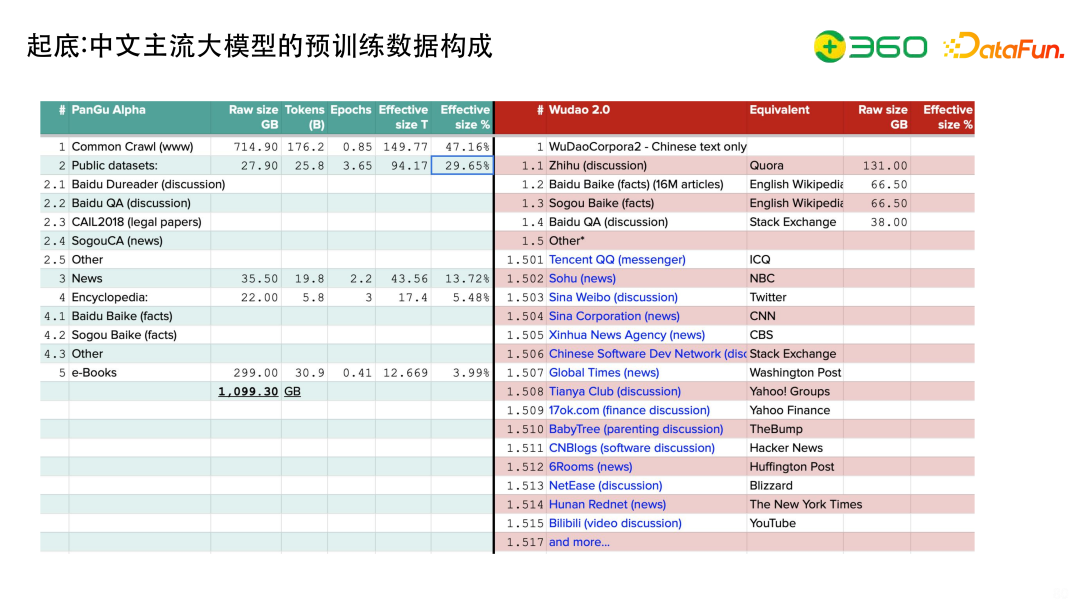 起底:中文主流大模型的预训练数据构成
360 DataFun.
# PanGu Alpha Raw size GB Tokens (B) Epochs Effective size T Effective size %
1 Common Crawl (www) 714.90 176.2 0.85 149.77 47.16%
2 Public datasets: 27.90 25.8 3.65 94.17 29.65%
2.1 Baidu Dureader (discussion)
2.2 Baidu QA (discussion)
2.3 CAIL2018 (legal papers)
2.4 SogouCA (news)
2.5 Other
3 News 35.50 19.8 2.2 43.56 13.72%
4 Encyclopedia: 22.00 5.8 3 17.4 5.48%
4.1 Baidu Baike (facts)
4.2 Sogou Baike (facts)
4.3 Other
5 e-Books 299.00 30.9 0.41 12.669 3.99%
1,099.30 GB
# Wudao 2.0 Equivalent Raw size GB Effective size %
1 WuDaoCorpora2 - Chinese text only
1.1 Zhihu (discussion) Quora 131.00
1.2 Baidu Baike (facts) (16M articles) English Wikipedia 66.50
1.3 Sogou Baike (facts) English Wikipedia 66.50
1.4 Baidu QA (discussion) Stack Exchange 38.00
1.5 Other*
1.501 Tencent QQ (messenger) ICQ
1.502 Sohu (news) NBC
1.503 Sina Weibo (discussion) Twitter
1.504 Sina Corporation (news) CNN
1.505 Xinhua News Agency (news) CBS
1.506 Chinese Software Dev Network (disc Stack Exchange
1.507 Global Times (news) Washington Post
1.508 Tianya Club (discussion) Yahoo! Groups
1.509 17ok.com (finance discussion) Yahoo Finance
1.510 BabyTree (parenting discussion) TheBump
1.511 CNBlogs (software discussion) Hacker News
1.512 6Rooms (news) Huffington Post
1.513 NetEase (discussion) Blizzard
1.514 Hunan Rednet (news) The New York Times
1.515 Bilibili (video discussion) YouTube
1.517 and more...